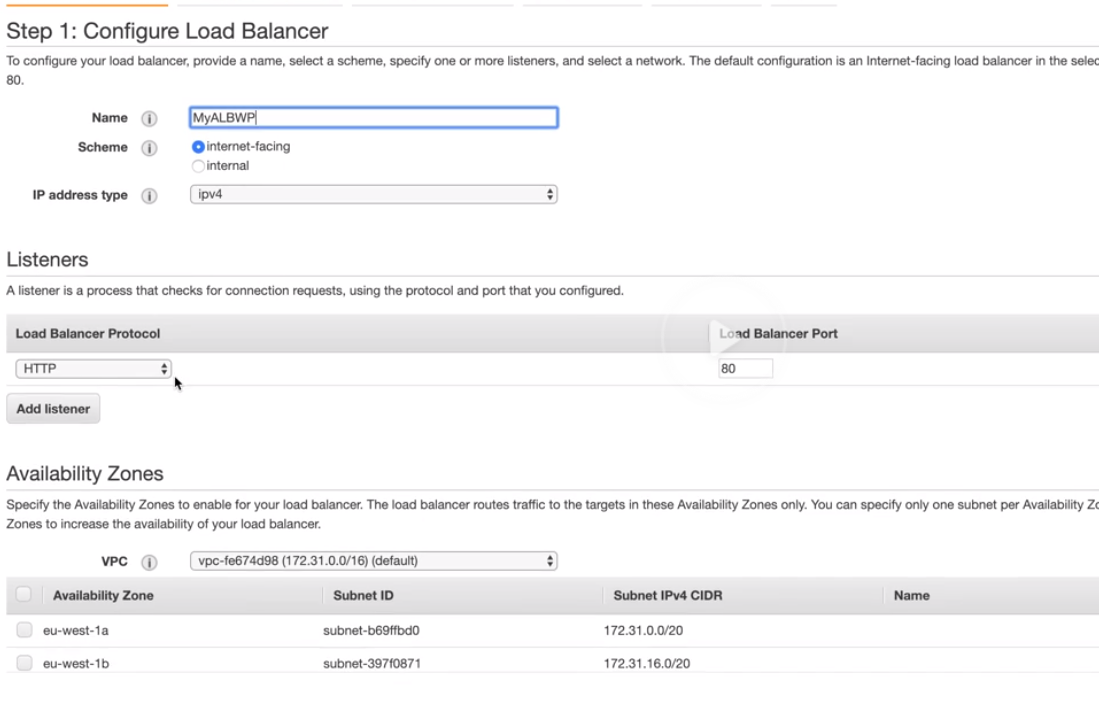 Step 1: Configure Load Balancer
To configure your load balancer, provide a name, select a scheme, specify one or more listeners, and select a network. The default configuration is an Internet-facing load balancer in the selec
80.
Name i MyALBWP
Scheme i internet-facing
internal
IP address type i ipv4
Listeners
A listener is a process that checks for connection requests, using the protocol and port that you configured.
Load Balancer Protocol Load Balancer Port
HTTP 80
Add listener
Availability Zones
Specify the Availability Zones to enable for your load balancer. The load balancer routes traffic to the targets in these Availability Zones only. You can specify only one subnet per Availability Zo
Zones to increase the availability of your load balancer.
VPC i vpc-fe674d98 (172.31.0.0/16) (default)
Availability Zone Subnet ID Subnet IPv4 CIDR Name
eu-west-1a subnet-b69ffbd0 172.31.0.0/20
eu-west-1b subnet-397f0871 172.31.16.0/20